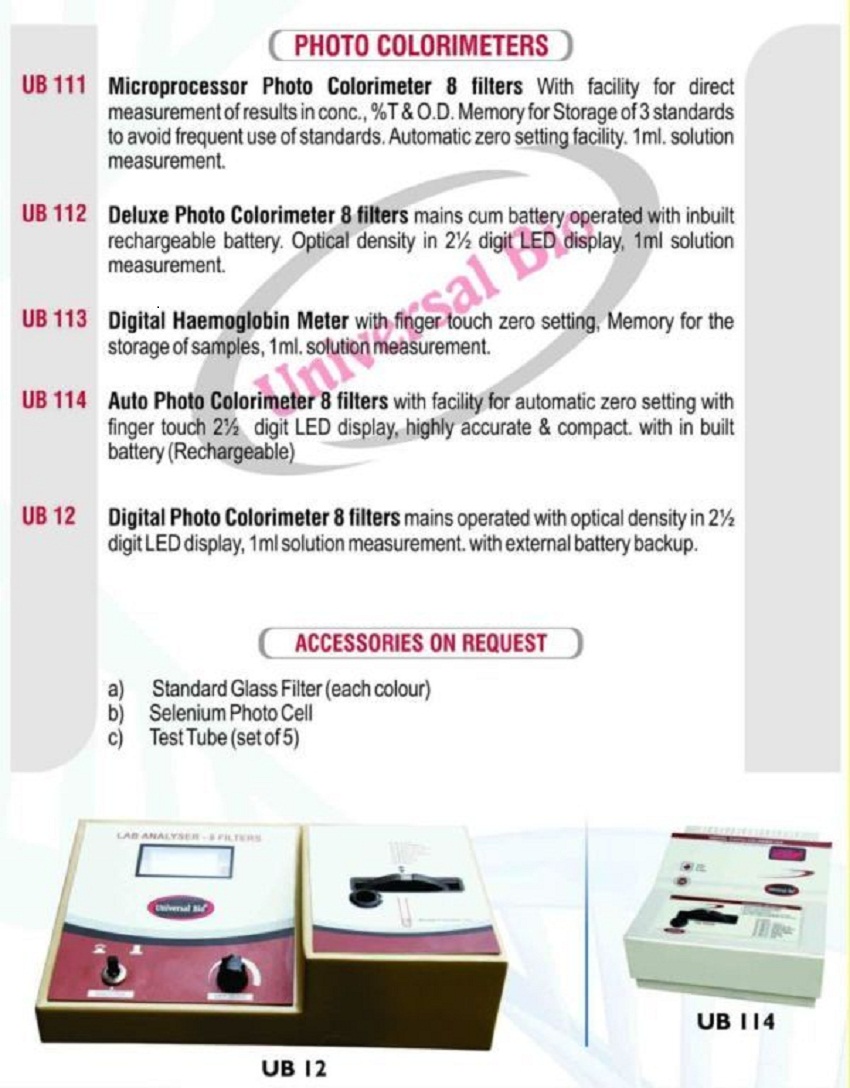 PHOTO COLORIMETERS
UB 111 Microprocessor Photo Colorimeter 8 filters With facility for direct
measurement of results in conc., %T & O.D. Memory for Storage of 3 standards
to avoid frequent use of standards. Automatic zero setting facility. 1ml. solution
measurement.
UB 112 Deluxe Photo Colorimeter 8 filters mains cum battery operated with inbuilt
rechargeable battery. Optical density in 2½ digit LED display, 1ml solution
measurement.
UB 113 Digital Haemoglobin Meter with finger touch zero setting, Memory for the
storage of samples, 1ml. solution measurement.
UB 114 Auto Photo Colorimeter 8 filters with facility for automatic zero setting with
finger touch 2½ digit LED display, highly accurate & compact. with in built
battery (Rechargeable)
UB 12 Digital Photo Colorimeter 8 filters mains operated with optical density in 2½
digit LED display, 1ml solution measurement. with external battery backup.
Universal Bio
ACCESSORIES ON REQUEST
a) Standard Glass Filter (each colour)
b) Selenium Photo Cell
c) Test Tube (set of 5)
LAB ANALYSER - 8 FILTERS
Universal Bio
UB 12
UB 114